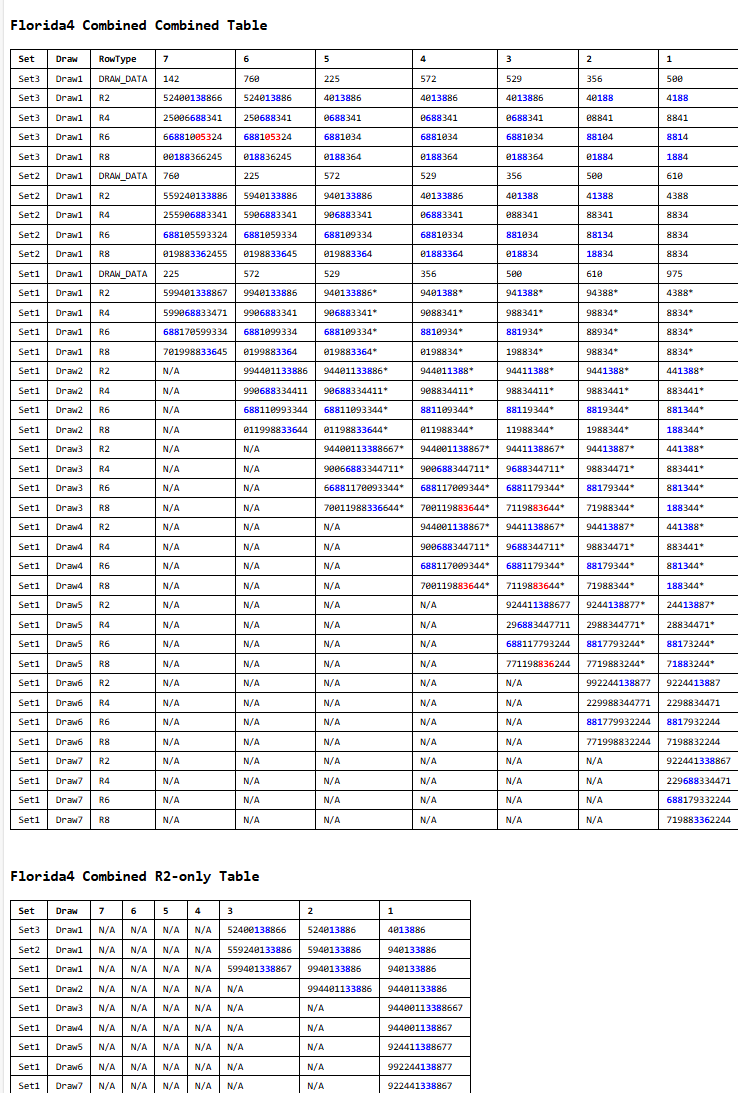 Florida4 Combined Combined Table
Set Draw RowType 7 6 5 4 3 2 1
Set3 Draw1 DRAW_DATA 142 760 225 572 529 356 500
Set3 Draw1 R2 52400138866 524013886 4013886 4013886 4013886 40188 4188
Set3 Draw1 R4 25006688341 250688341 0688341 0688341 0688341 08841 8841
Set3 Draw1 R6 66881005324 688105324 6881034 6881034 6881034 88104 8814
Set3 Draw1 R8 00188366245 018836245 0188364 0188364 0188364 01884 1884
Set2 Draw1 DRAW_DATA 760 225 572 529 356 500 610
Set2 Draw1 R2 559240133886 5940133886 940133886 40133886 401388 41388 4388
Set2 Draw1 R4 255906883341 5906883341 906883341 06883341 088341 88341 8834
Set2 Draw1 R6 688105593324 6881059334 688109334 68810334 881034 88134 8834
Set2 Draw1 R8 019883362455 0198833645 019883364 01883364 018834 18834 8834
Set1 Draw1 DRAW_DATA 225 572 529 356 500 610 975
Set1 Draw1 R2 599401338867 9940133886 940133886* 9401388* 941388* 94388* 4388*
Set1 Draw1 R4 599068833471 9906883341 906883341* 9088341* 988341* 98834* 8834*
Set1 Draw1 R6 688170599334 6881099334 688109334* 8810934* 881934* 88934* 8834*
Set1 Draw1 R8 701998833645 0199883364 019883364* 0198834* 198834* 98834* 8834*
Set1 Draw2 R2 N/A 994401133886 94401133886* 944011388* 94411388* 9441388* 441388*
Set1 Draw2 R4 N/A 990688334411 90688334411* 908834411* 98834411* 9883441* 883441*
Set1 Draw2 R6 N/A 688110993344 68811093344* 881109344* 88119344* 8819344* 881344*
Set1 Draw2 R8 N/A 011998833644 01198833644* 011988344* 11988344* 1988344* 188344*
Set1 Draw3 R2 N/A N/A 9440011338867* 944001138867* 9441138867* 94413887* 441388*
Set1 Draw3 R4 N/A N/A 9006688344711* 900688344711* 9688344711* 98834471* 883441*
Set1 Draw3 R6 N/A N/A 6688117009344* 688117009344* 6881179344* 88179344* 881344*
Set1 Draw3 R8 N/A N/A 70011988336644* 700119883644* 7119883644* 71988344* 188344*
Set1 Draw4 R2 N/A N/A N/A 944001138867* 9441138867* 94413887* 441388*
Set1 Draw4 R4 N/A N/A N/A 900688344711* 9688344711* 98834471* 883441*
Set1 Draw4 R6 N/A N/A N/A 688117009344* 6881179344* 88179344* 881344*
Set1 Draw4 R8 N/A N/A N/A 700119883644* 7119883644* 71988344* 188344*
Set1 Draw5 R2 N/A N/A N/A N/A 924411388677 9244138877* 24413887*
Set1 Draw5 R4 N/A N/A N/A N/A 296883447711 2988344771* 28834471*
Set1 Draw5 R6 N/A N/A N/A N/A 688117793244 8817793244* 88173244*
Set1 Draw5 R8 N/A N/A N/A N/A 771198836244 7719883244* 71883244*
Set1 Draw6 R2 N/A N/A N/A N/A N/A 992244138877 9224413887
Set1 Draw6 R4 N/A N/A N/A N/A N/A 229988344771 2298834471
Set1 Draw6 R6 N/A N/A N/A N/A N/A 881779932244 8817932244
Set1 Draw6 R8 N/A N/A N/A N/A N/A 771998832244 7198832244
Set1 Draw7 R2 N/A N/A N/A N/A N/A N/A 922441338867
Set1 Draw7 R4 N/A N/A N/A N/A N/A N/A 229688334471
Set1 Draw7 R6 N/A N/A N/A N/A N/A N/A 688179332244
Set1 Draw7 R8 N/A N/A N/A N/A N/A N/A 719883362244
Florida4 Combined R2-only Table
Set Draw 7 6 5 4 3 2 1
Set3 Draw1 N/A N/A N/A N/A 52400138866 524013886 4013886
Set2 Draw1 N/A N/A N/A N/A 559240133886 5940133886 940133886
Set1 Draw1 N/A N/A N/A N/A 599401338867 9940133886 940133886
Set1 Draw2 N/A N/A N/A N/A N/A 994401133886 94401133886
Set1 Draw3 N/A N/A N/A N/A N/A N/A 94400113388667
Set1 Draw4 N/A N/A N/A N/A N/A N/A 944001138867
Set1 Draw5 N/A N/A N/A N/A N/A N/A 924411388677
Set1 Draw6 N/A N/A N/A N/A N/A N/A 992244138877
Set1 Draw7 N/A N/A N/A N/A N/A N/A 922441338867